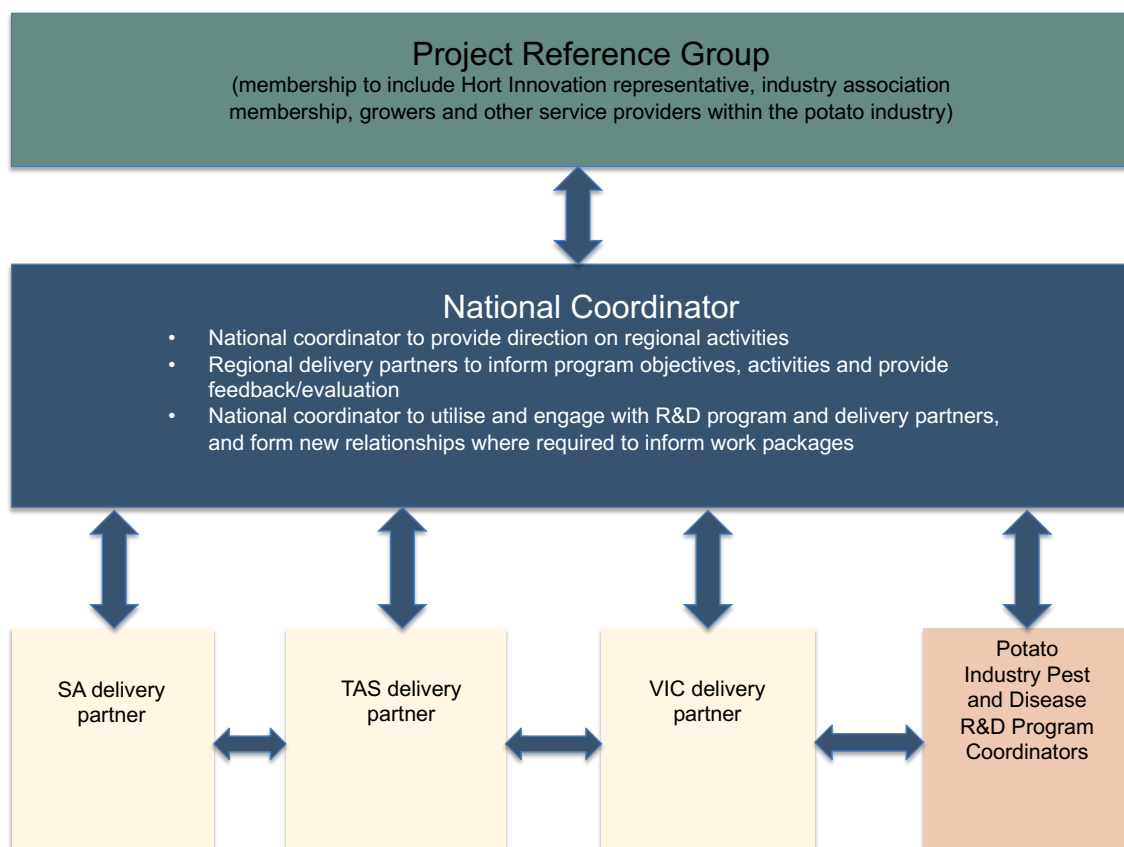 Project Reference Group
(membership to include Hort Innovation representative, industry association
membership, growers and other service providers within the potato industry)
National Coordinator
• National coordinator to provide direction on regional activities
• Regional delivery partners to inform program objectives, activities and provide
feedback/evaluation
• National coordinator to utilise and engage with R&D program and delivery partners,
and form new relationships where required to inform work packages
SA delivery
partner
TAS delivery
partner
VIC delivery
partner
Potato
Industry Pest
and Disease
R&D Program
Coordinators